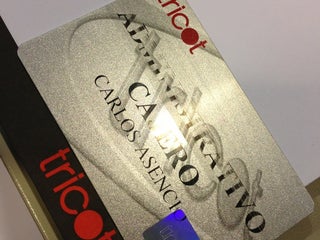 tricot
ADMINISTRATIVO
CAJERO
CARLOS ASENCIO
tricot